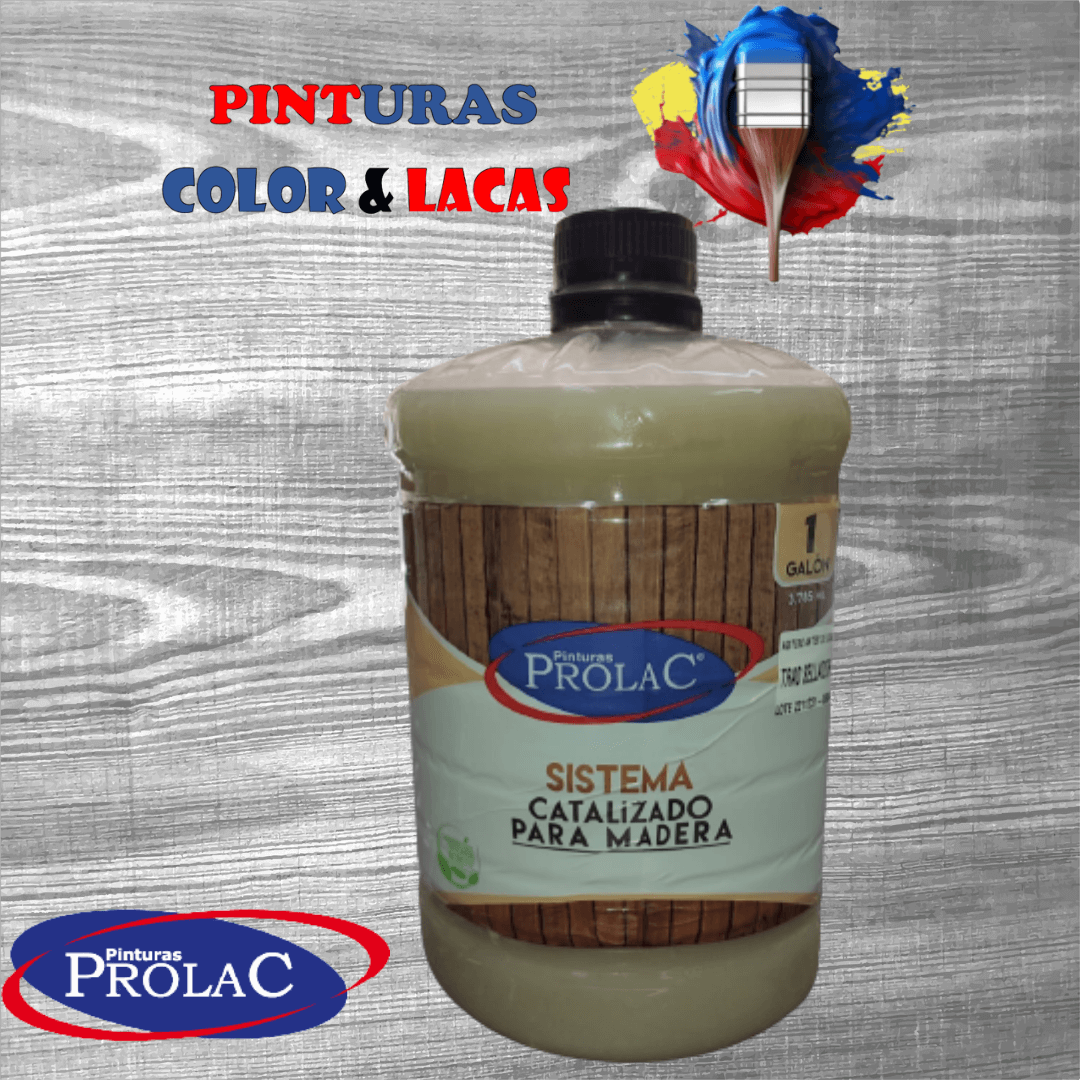 PINTURAS
COLOR & LACAS
1
GALÓN
Pinturas
PROLAC®
SISTEMA
CATALIZADO
PARA MADERA
Pinturas
PROLAC